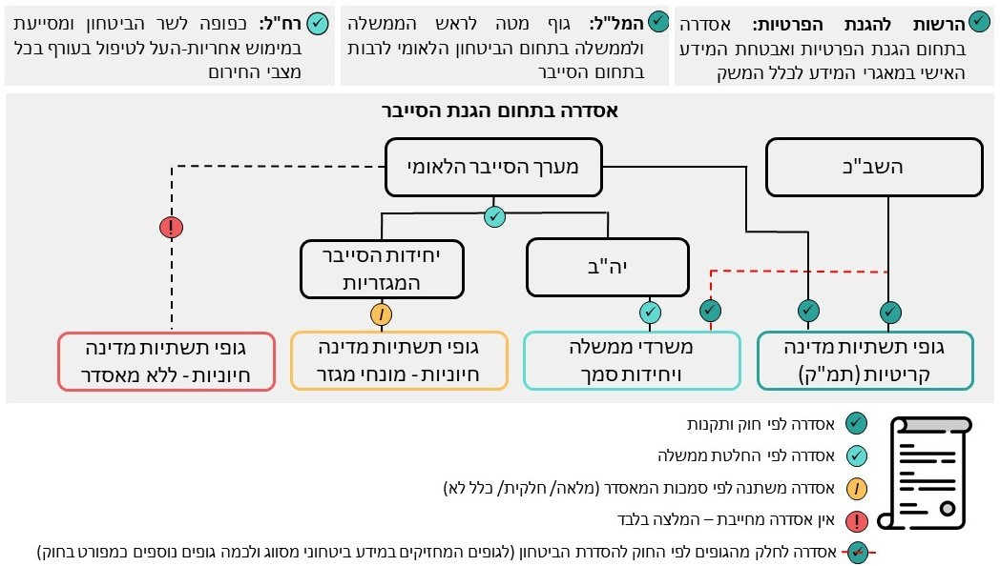 הרשות להגנת הפרטיות: אסדרה
בתחום הגנת הפרטיות ואבטחת המידע
האישי במאגרי המידע לכלל המשק
המל"ל: גוף מטה לראש הממשלה
ולממשלה בתחום הביטחון הלאומי לרבות
בתחום הסייבר
רח"ל: כפופה לשר הביטחון ומסייעת
במימוש אחריות-העל לטיפול בעורף בכל
מצבי החירום
אסדרה בתחום הגנת הסייבר
השב"כ
מערך הסייבר הלאומי
יה"ב
יחידות הסייבר
המגזריות
גופי תשתיות מדינה
קריטיות (תמ"ק)
משרדי ממשלה
ויחידות סמך
גופי תשתיות מדינה
חיוניות - מונחי מגזר
גופי תשתיות מדינה
חיוניות - ללא מאסדר
אסדרה לפי חוק ותקנות
אסדרה לפי החלטת ממשלה
אסדרה משתנה לפי סמכות המאסדר (מלאה/ חלקית/ כלל לא)
אין אסדרה מחייבת – המלצה בלבד
אסדרה לחלק מהגופים לפי החוק להסדרת הביטחון (לגופים המחזיקים במידע ביטחוני מסווג ולכמה גופים נוספים כמפורט בחוק)